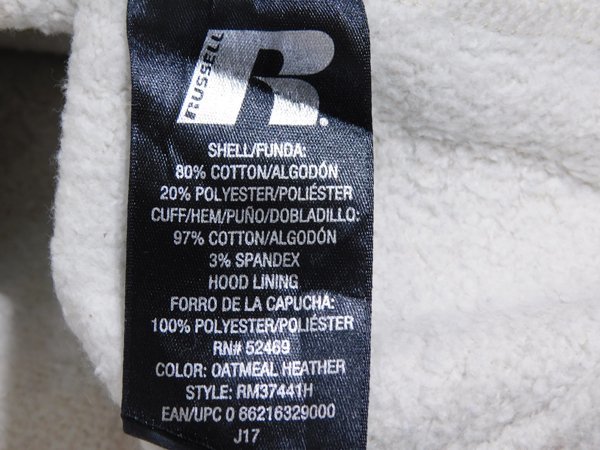 RUSSELL
R.
SHELL/FUNDA:
80% COTTON/ALGODÓN
20% POLYESTER/POLIÉSTER
CUFF/HEM/PUÑO/DOBLADILLO:
97% COTTON/ALGODÓN
3% SPANDEX
HOOD LINING
FORRO DE LA CAPUCHA:
100% POLYESTER/POLIÉSTER
RN# 52469
COLOR: OATMEAL HEATHER
STYLE: RM37441H
EAN/UPC 0 66216329000
J17